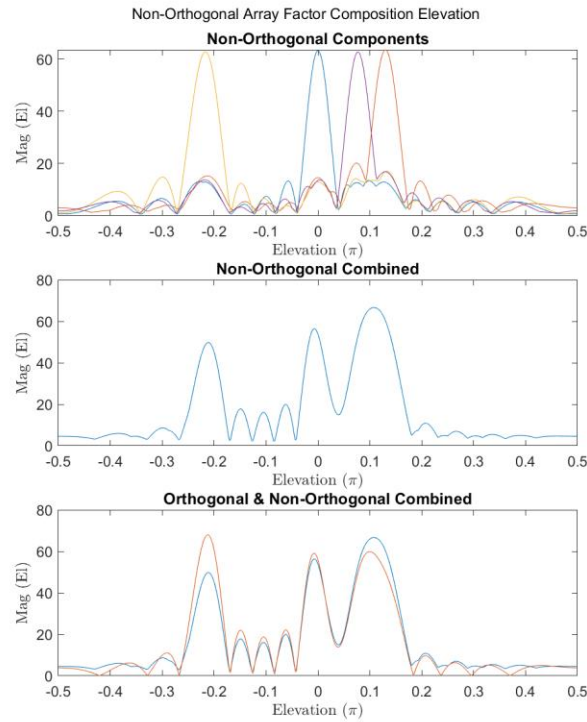 Non-Orthogonal Array Factor Composition Elevation
Non-Orthogonal Components
Mag (El)
60
40
20
0
-0.5 -0.4 -0.3 -0.2 -0.1 0 0.1 0.2 0.3 0.4 0.5
Elevation (π)
Non-Orthogonal Combined
Mag (El)
80
60
40
20
0
-0.5 -0.4 -0.3 -0.2 -0.1 0 0.1 0.2 0.3 0.4 0.5
Elevation (π)
Orthogonal & Non-Orthogonal Combined
Mag (El)
80
60
40
20
0
-0.5 -0.4 -0.3 -0.2 -0.1 0 0.1 0.2 0.3 0.4 0.5
Elevation (π)